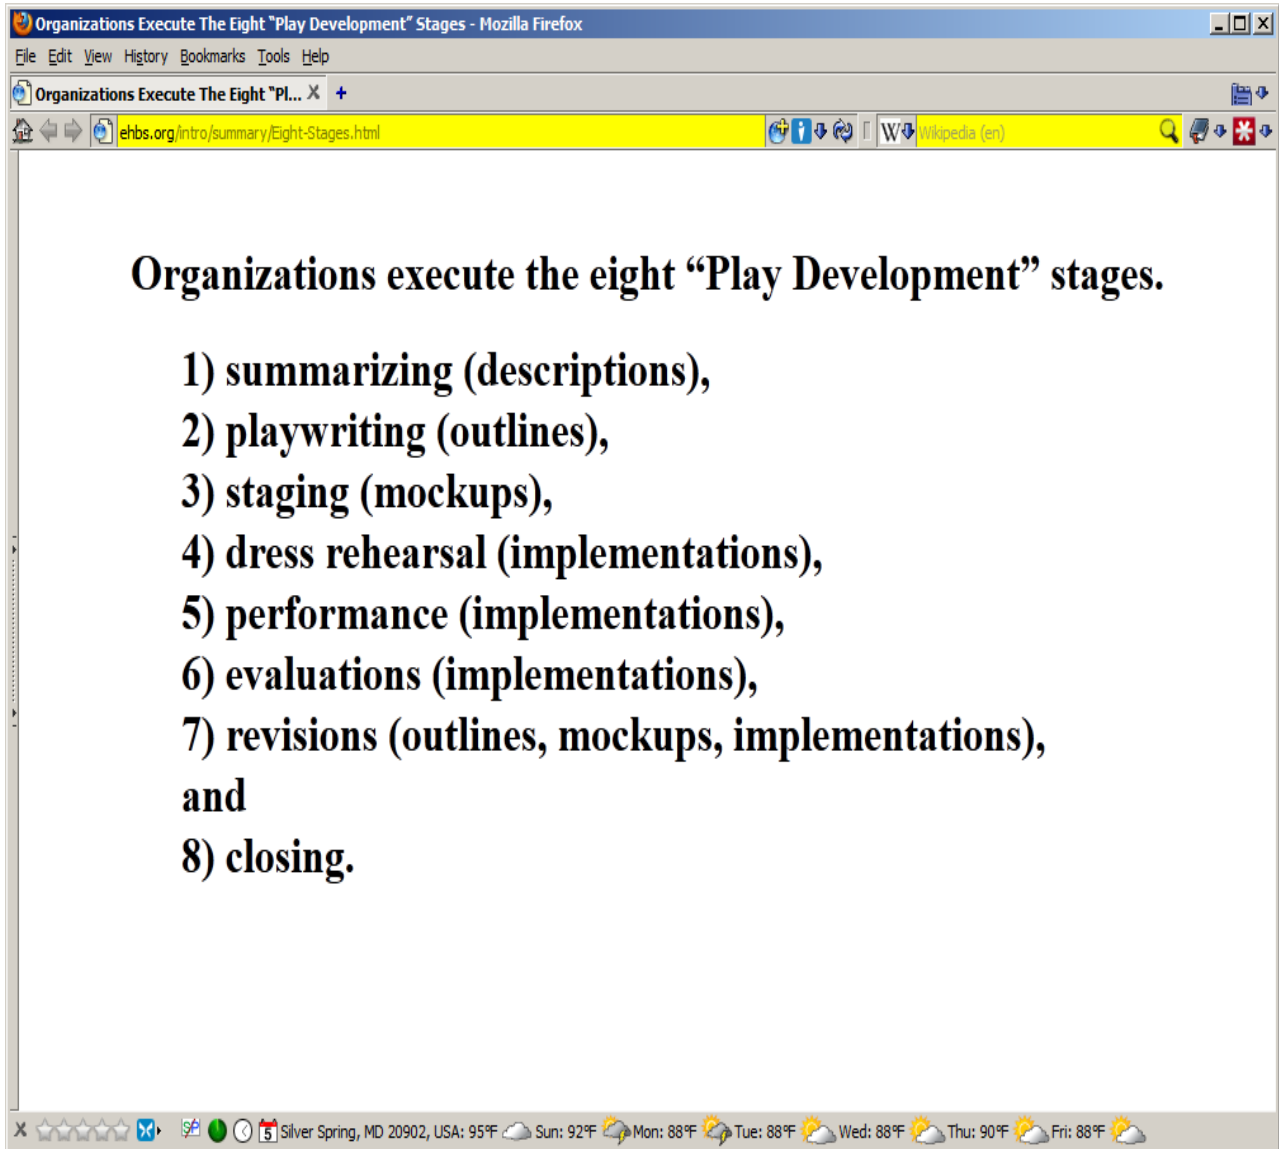 Organizations Execute The Eight "Play Development" Stages - Mozilla Firefox
File Edit View History Bookmarks Tools Help
Organizations Execute The Eight "Pl... X +
ehbs.org/intro/summary/Eight-Stages.html W Wikipedia (en)
Organizations execute the eight “Play Development” stages.
1) summarizing (descriptions),
2) playwriting (outlines),
3) staging (mockups),
4) dress rehearsal (implementations),
5) performance (implementations),
6) evaluations (implementations),
7) revisions (outlines, mockups, implementations),
and
8) closing.
X SP 5 Silver Spring, MD 20902, USA: 95°F Sun: 92°F Mon: 88°F Tue: 88°F Wed: 88°F Thu: 90°F Fri: 88°F